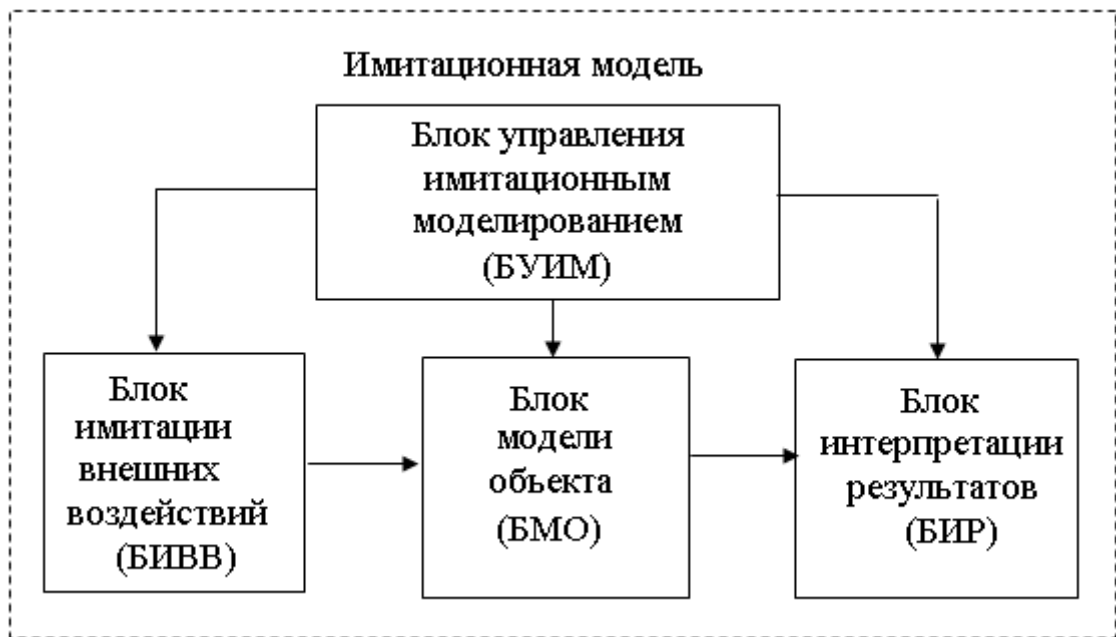 Имитационная модель
Блок управления
имитационным
моделированием
(БУИМ)
Блок
имитации
внешних
воздействий
(БИВВ)
Блок
модели
обьекта
(БМО)
Блок
интерпретации
результатов
(БИР)